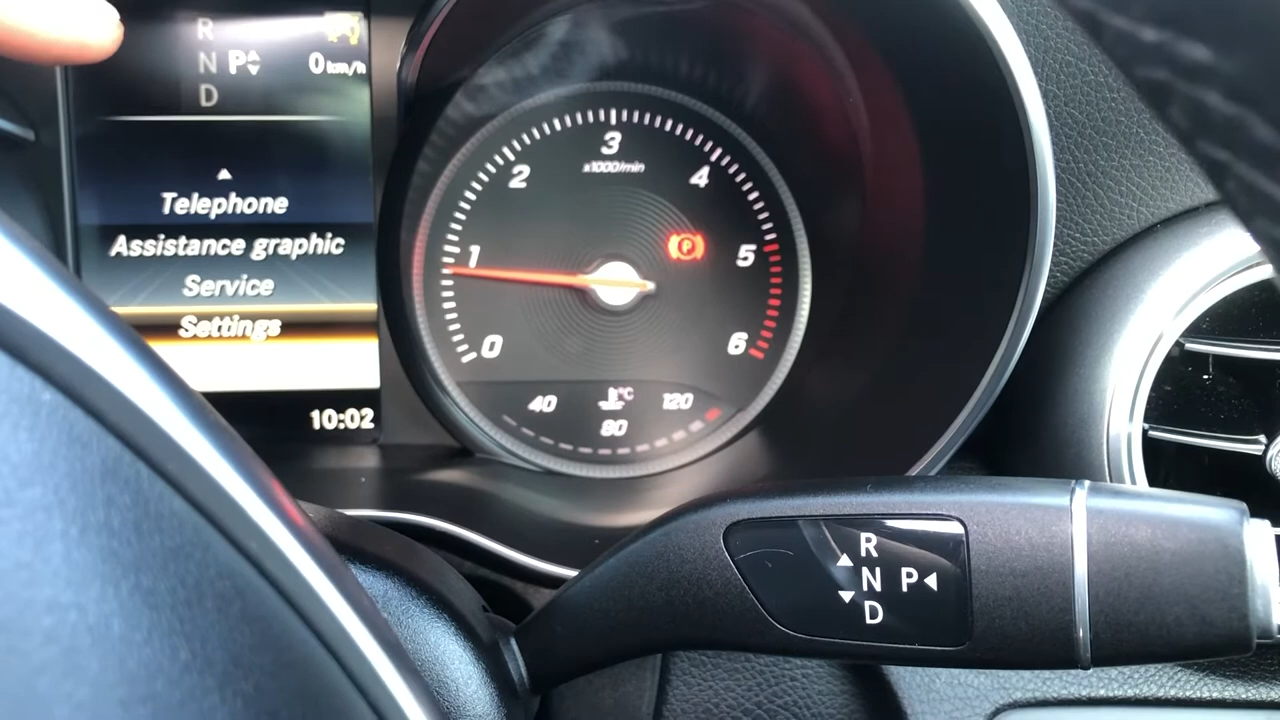 R
N P 0 km/h
D
Telephone
Assistance graphic
Service
Settings
10:02
0
1
2
3
4
5
6
x1000/min
P
40
°C
120
80
R
N P
D